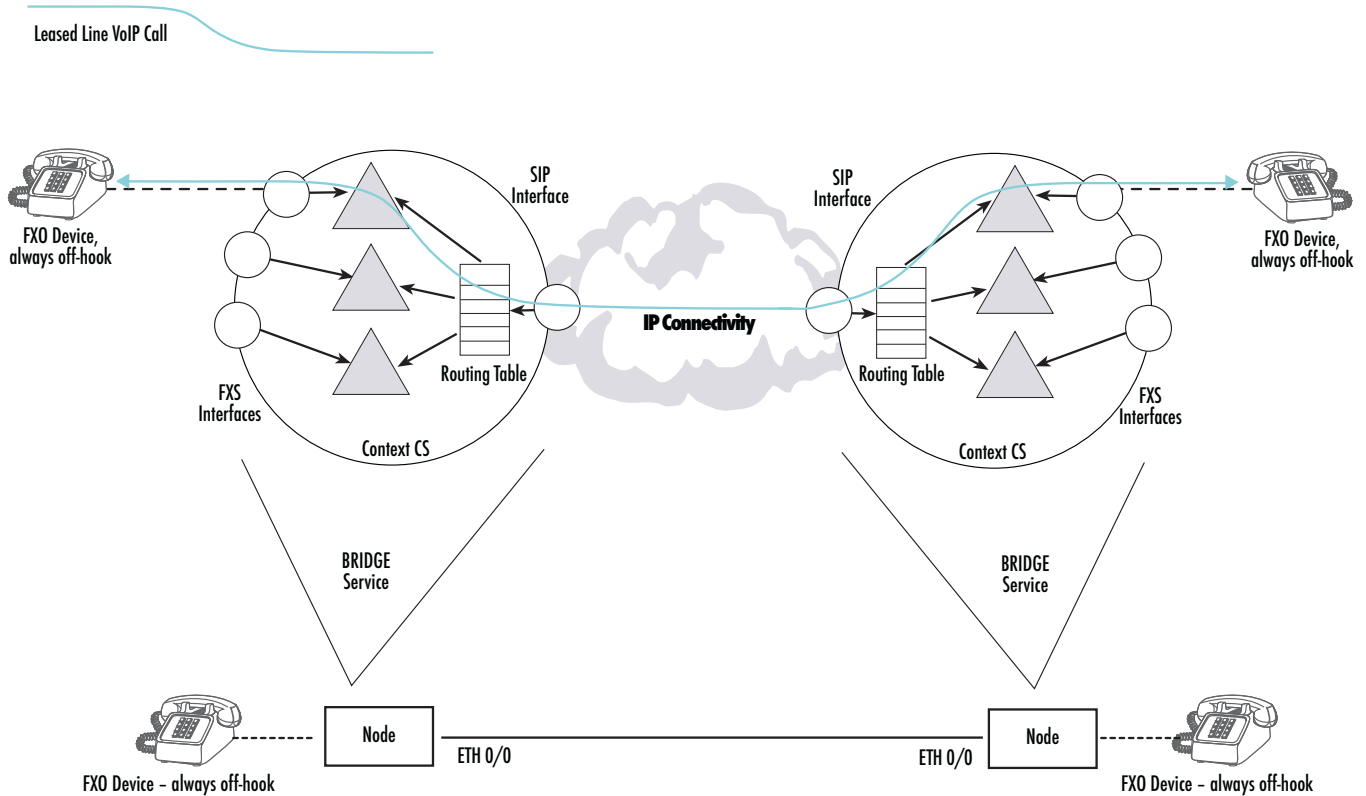 Leased Line VoIP Call
SIP
Interface
SIP
Interface
FXO Device,
always off-hook
FXO Device,
always off-hook
IP Connectivity
Routing Table
Routing Table
FXS
Interfaces
FXS
Interfaces
Context CS
Context CS
BRIDGE
Service
BRIDGE
Service
Node
Node
ETH 0/0
ETH 0/0
FXO Device – always off-hook
FXO Device – always off-hook